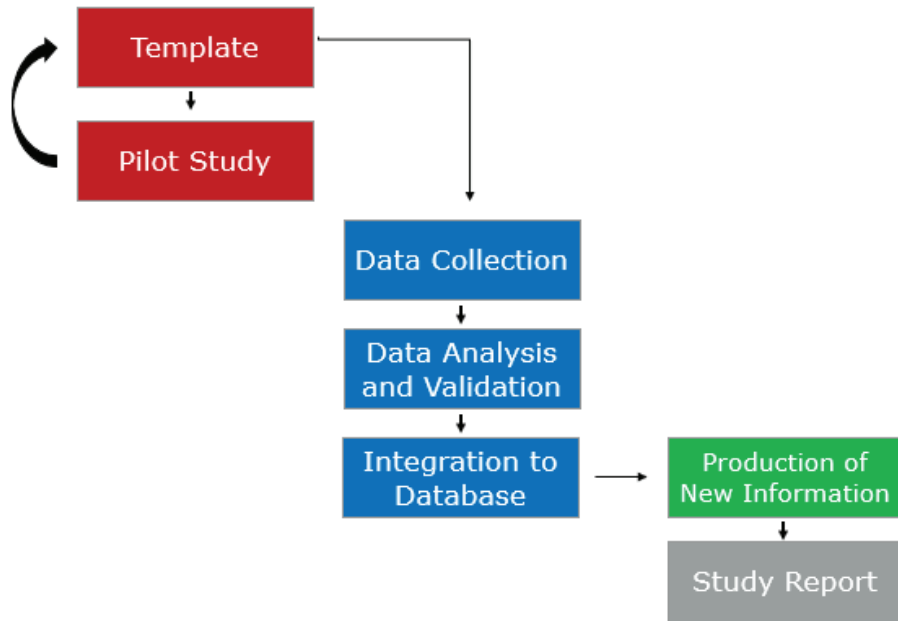 Template
Pilot Study
Data Collection
Data Analysis
and Validation
Integration to
Database
Production of
New Information
Study Report